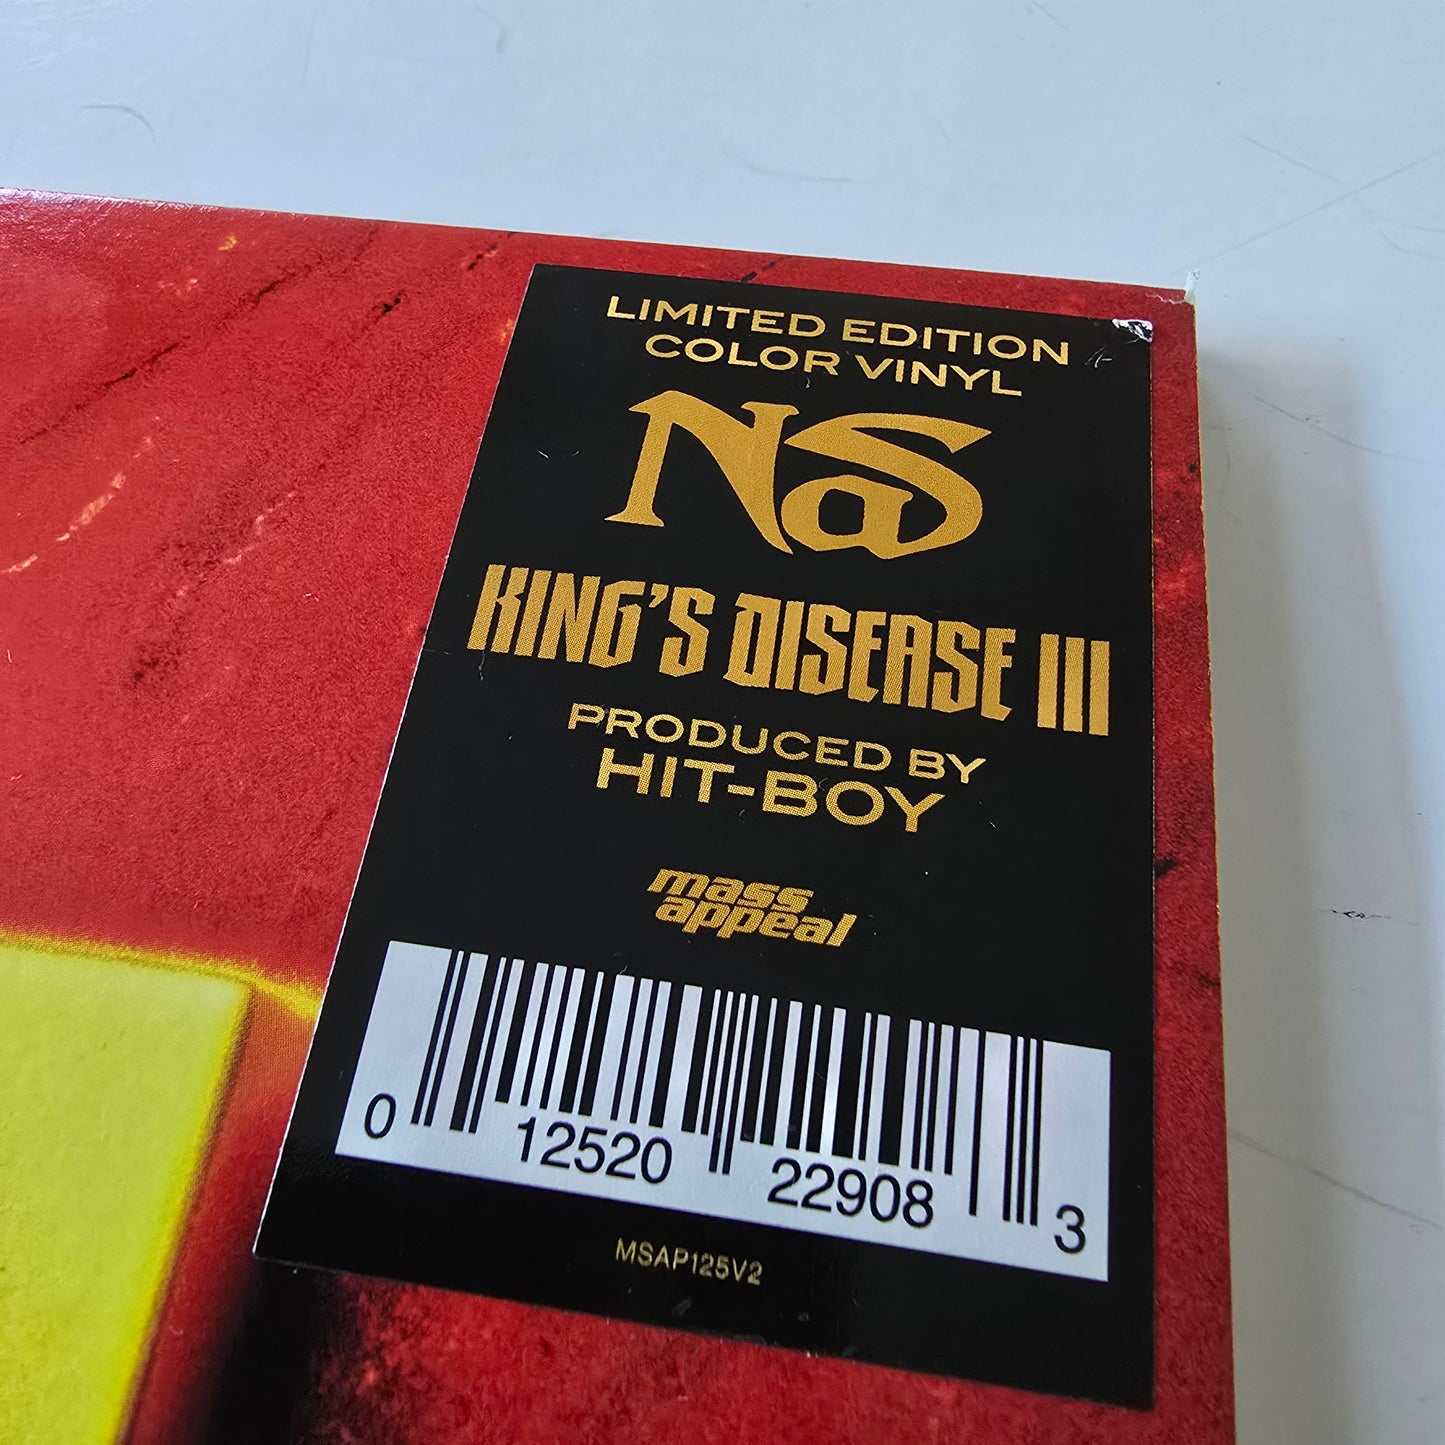 LIMITED EDITION
COLOR VINYL
NaS
KING'S DISEASE III
PRODUCED BY
HIT-BOY
mass
appeal
0 12520 22908 3
MSAP125V2